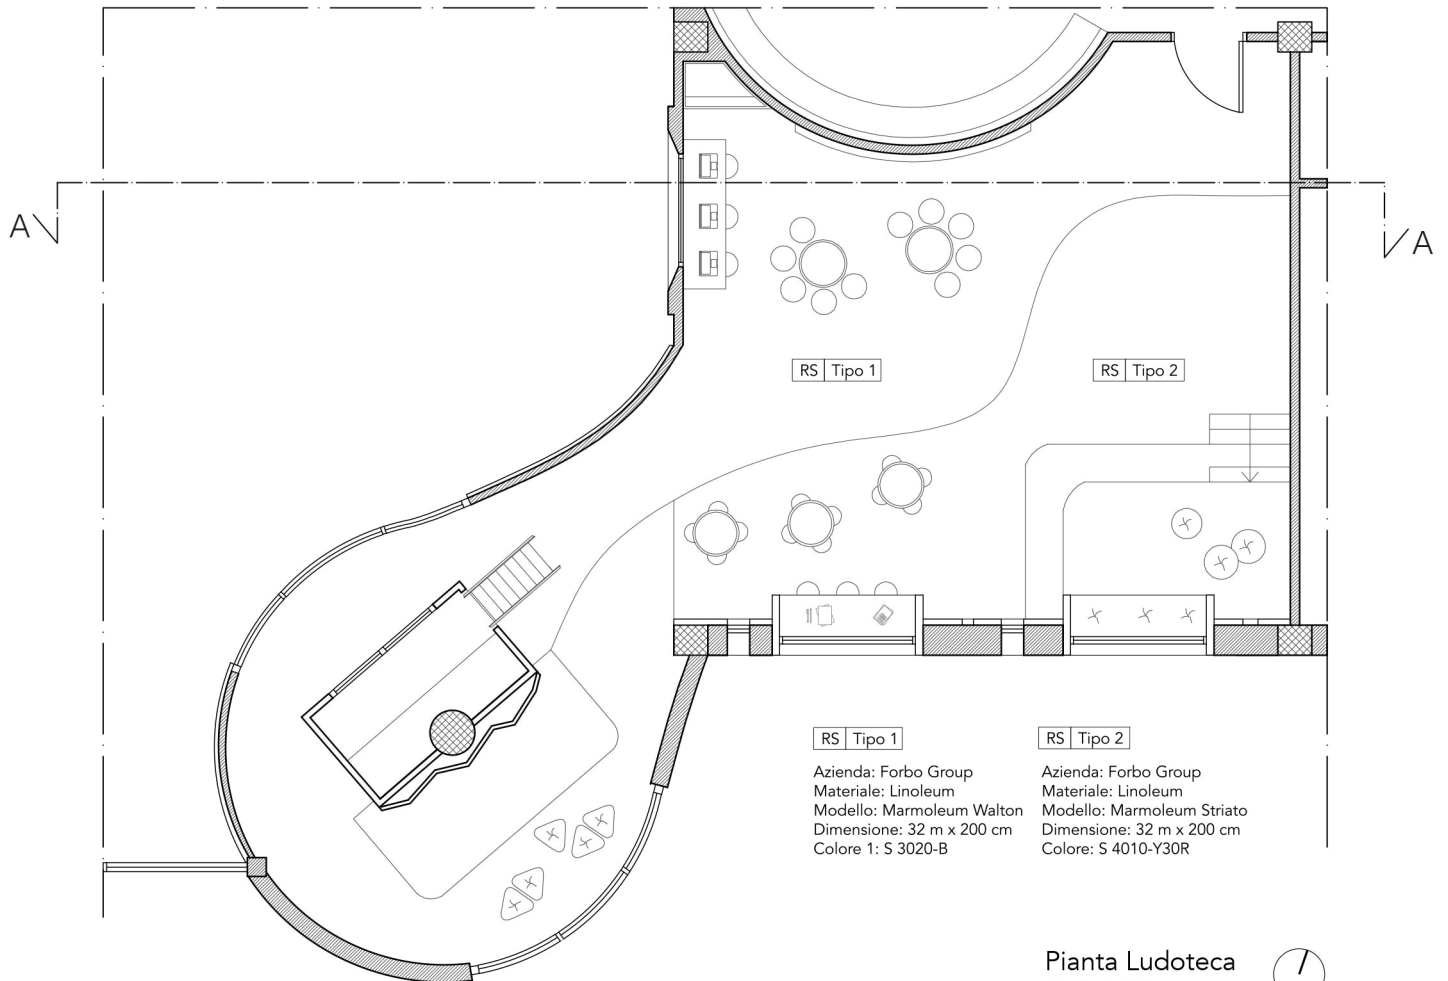 A
A
RS Tipo 1
RS Tipo 2
RS Tipo 1
Azienda: Forbo Group
Materiale: Linoleum
Modello: Marmoleum Walton
Dimensione: 32 m x 200 cm
Colore 1: S 3020-B
RS Tipo 2
Azienda: Forbo Group
Materiale: Linoleum
Modello: Marmoleum Striato
Dimensione: 32 m x 200 cm
Colore: S 4010-Y30R
Pianta Ludoteca